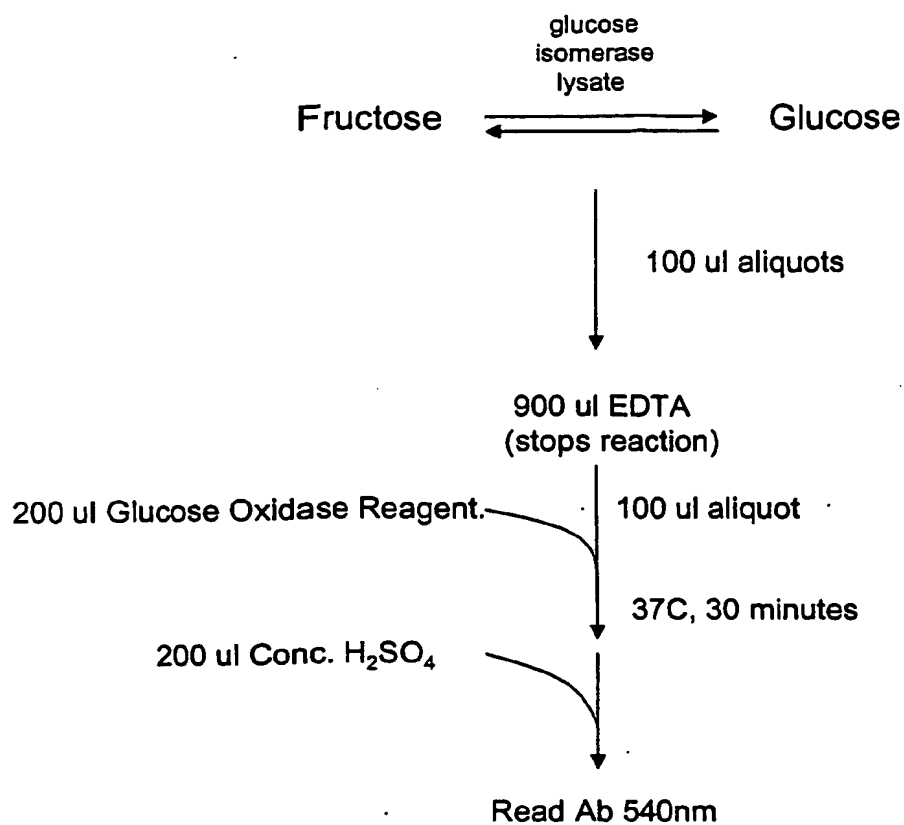 glucose
isomerase
lysate
Fructose
Glucose
100 ul aliquots
900 ul EDTA
(stops reaction)
200 ul Glucose Oxidase Reagent.
100 ul aliquot
37C, 30 minutes
200 ul Conc. H₂SO₄
Read Ab 540nm